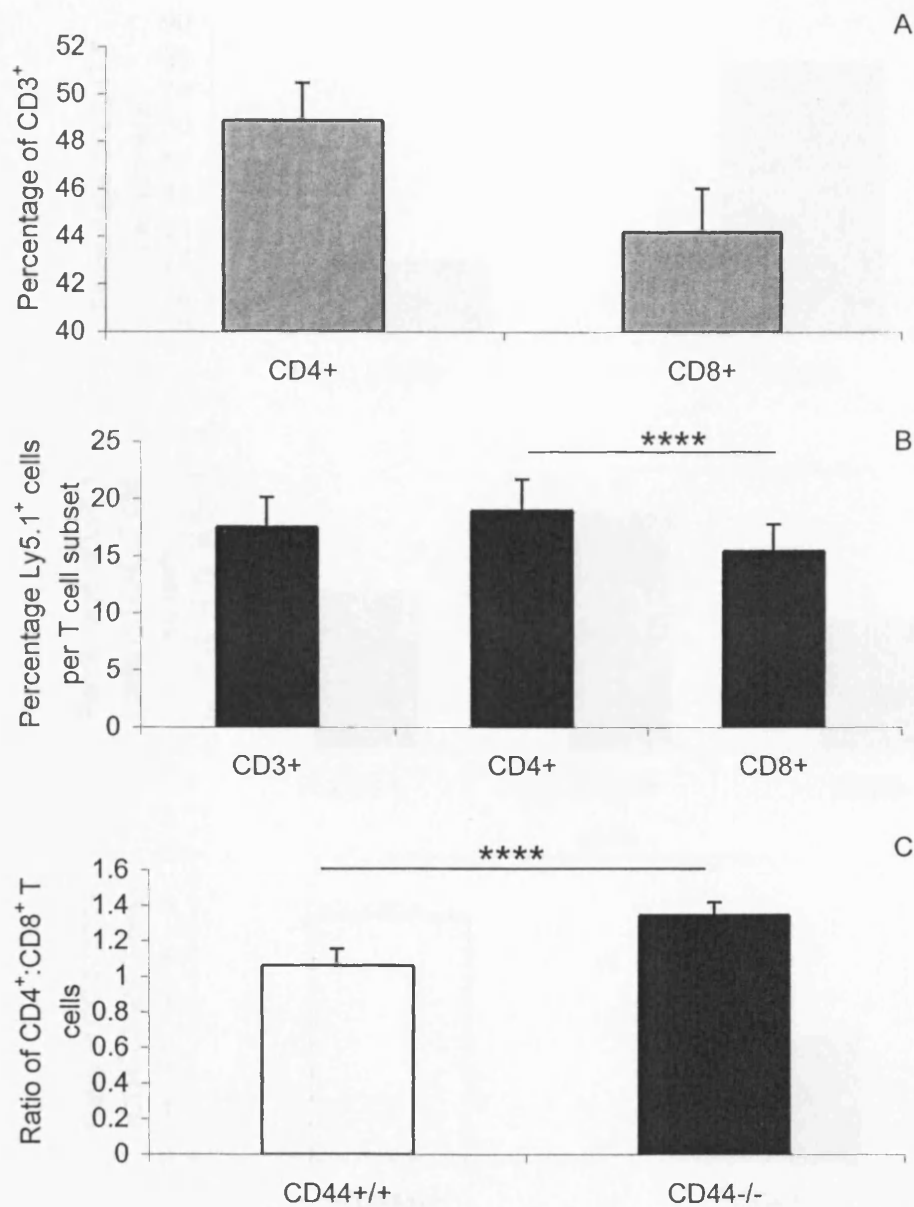 A
Percentage of CD3⁺
52
50
48
46
44
42
40
CD4+
CD8+
B
Percentage Ly5.1⁺ cells
per T cell subset
25
20
15
10
5
0
****
CD3+
CD4+
CD8+
C
Ratio of CD4⁺:CD8⁺ T
cells
1.6
1.4
1.2
1
0.8
0.6
0.4
0.2
0
****
CD44+/+
CD44-/-